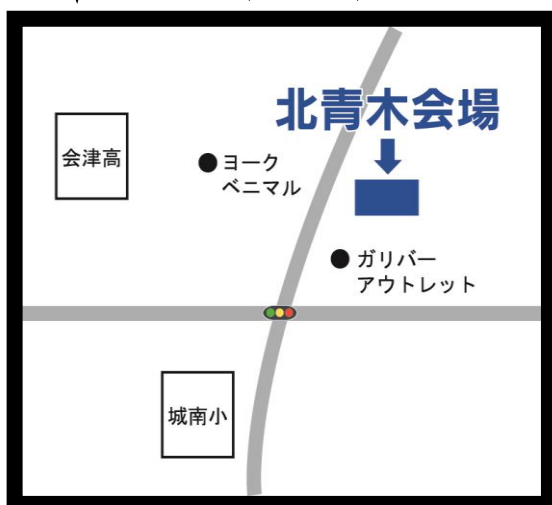 北青木会場
会津高
ヨーク
ベニマル
ガリバー
アウトレット
城南小